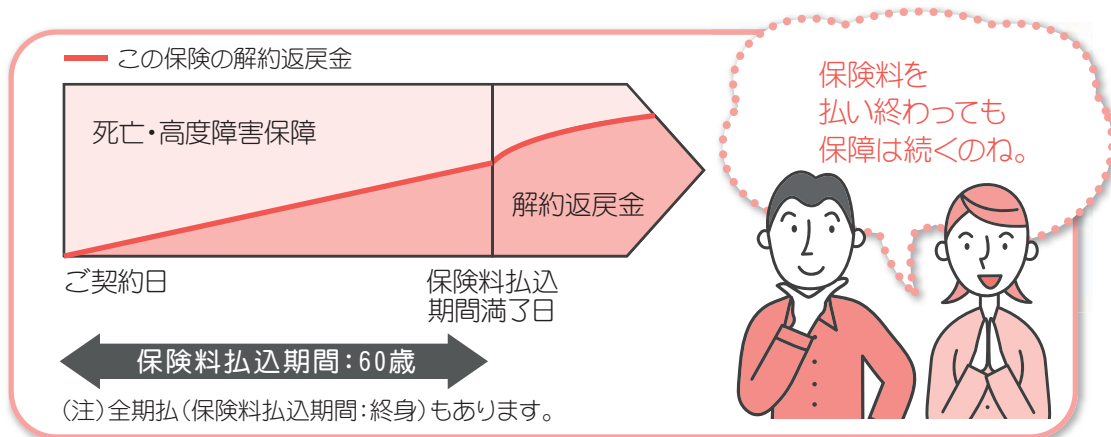 この保険の解約返戻金
死亡・高度障害保障
解約返戻金
ご契約日
保険料払込
期間満了日
保険料払込期間:60歳
(注)全期払(保険料払込期間:終身)もあります。
保険料を
払い終わっても
保障は続くのね。